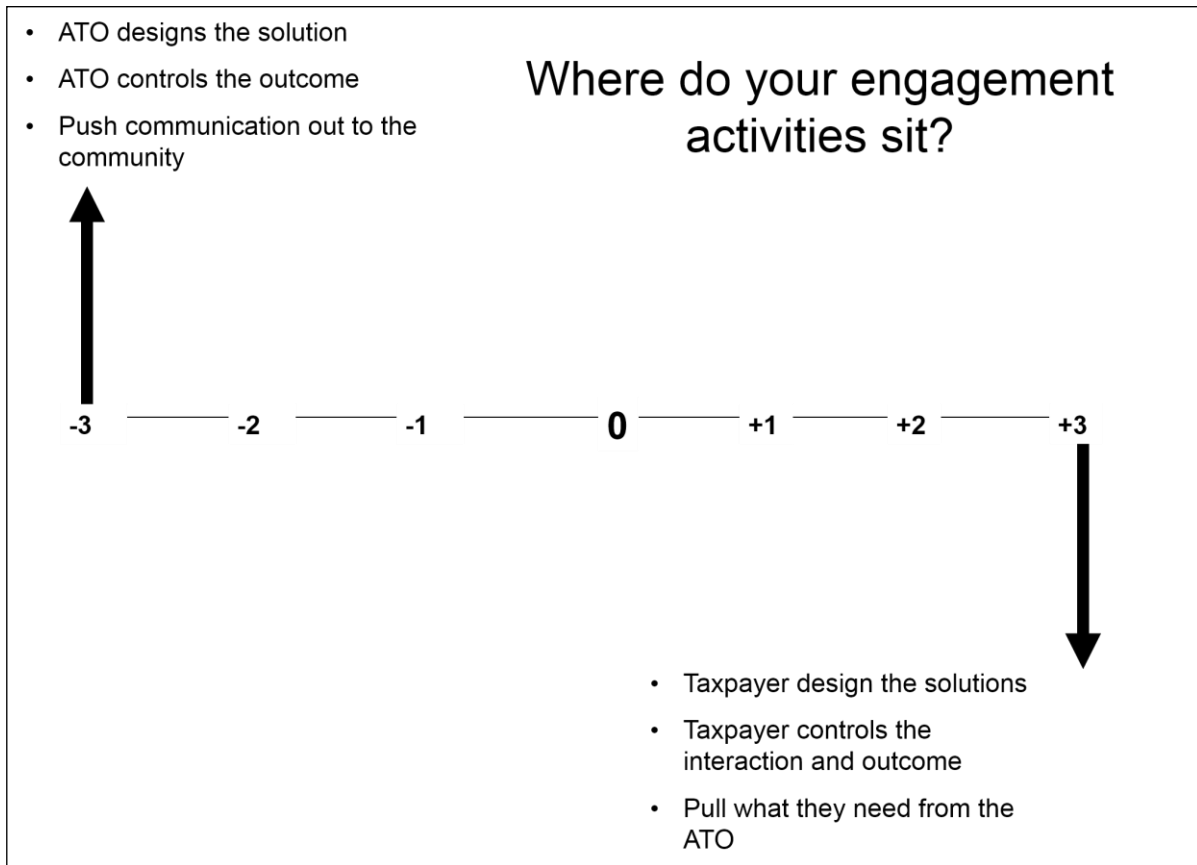 • ATO designs the solution
• ATO controls the outcome
• Push communication out to the
community
Where do your engagement
activities sit?
-3 -2 -1 0 +1 +2 +3
• Taxpayer design the solutions
• Taxpayer controls the
interaction and outcome
• Pull what they need from the
ATO